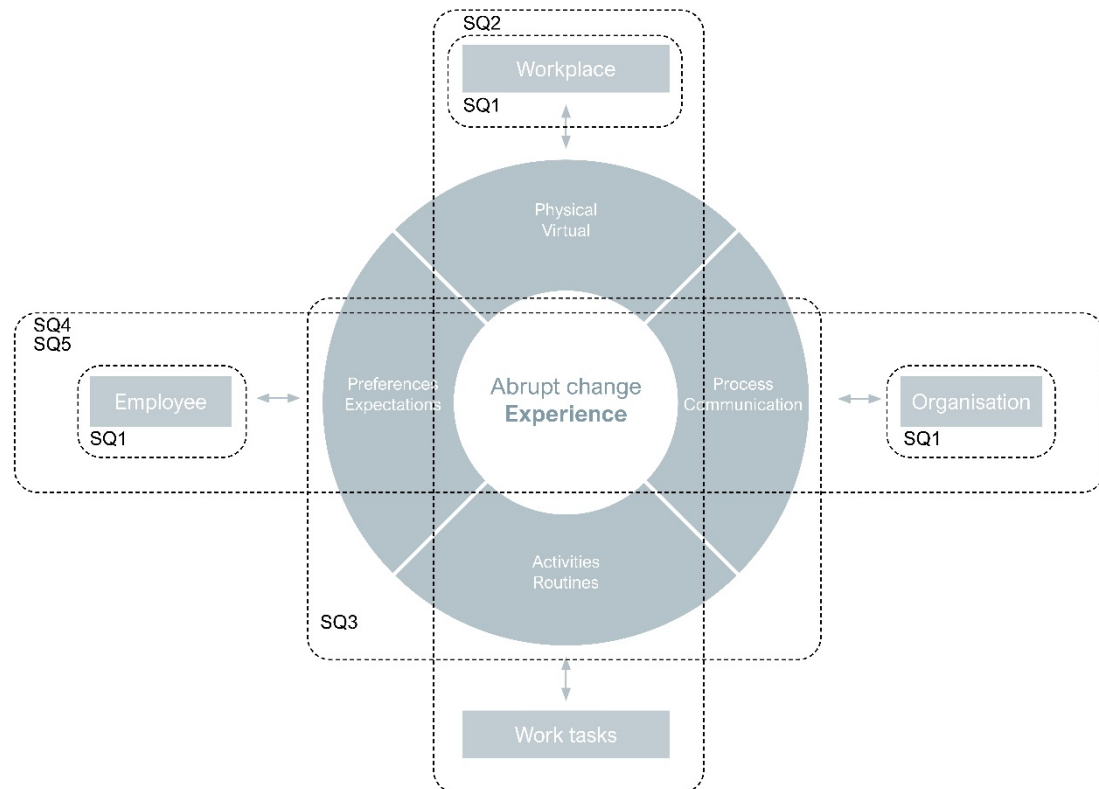 SQ2
Workplace
SQ1
Physical
Virtual
SQ4
SQ5
Employee
SQ1
Preferences
Expectations
Abrupt change
Experience
Process
Communication
Organisation
SQ1
Activities
Routines
SQ3
Work tasks